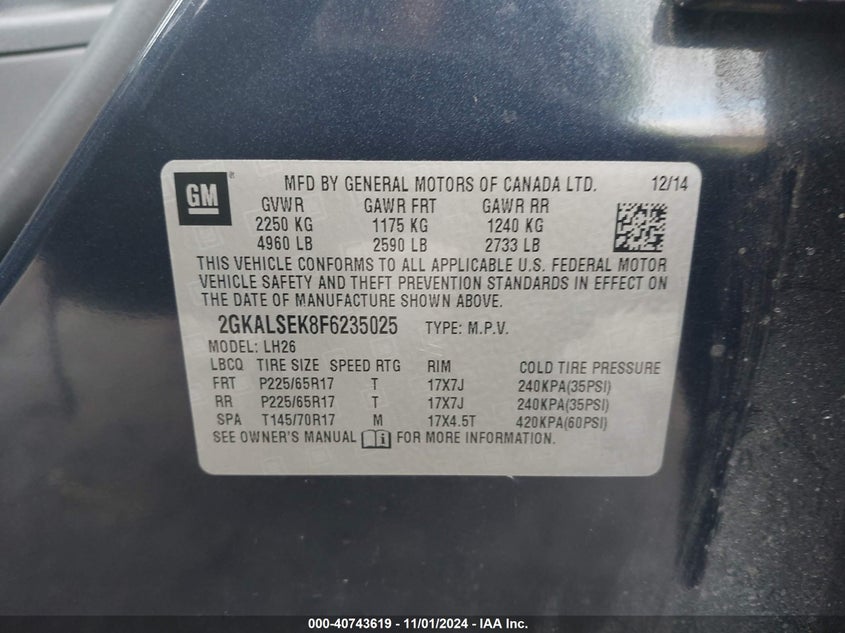 GM MFD BY GENERAL MOTORS OF CANADA LTD. 12/14
GVWR GAWR FRT GAWR RR
2250 KG 1175 KG 1240 KG
4960 LB 2590 LB 2733 LB
THIS VEHICLE CONFORMS TO ALL APPLICABLE U.S. FEDERAL MOTOR
VEHICLE SAFETY AND THEFT PREVENTION STANDARDS IN EFFECT ON
THE DATE OF MANUFACTURE SHOWN ABOVE.
2GKALSEK8F6235025 TYPE: M.P.V.
MODEL: LH26
LBCQ TIRE SIZE SPEED RTG RIM COLD TIRE PRESSURE
FRT P225/65R17 T 17X7J 240KPA(35PSI)
RR P225/65R17 T 17X7J 240KPA(35PSI)
SPA T145/70R17 M 17X4.5T 420KPA(60PSI)
SEE OWNER'S MANUAL FOR MORE INFORMATION.
000-40743619 - 11/01/2024 - IAA Inc.